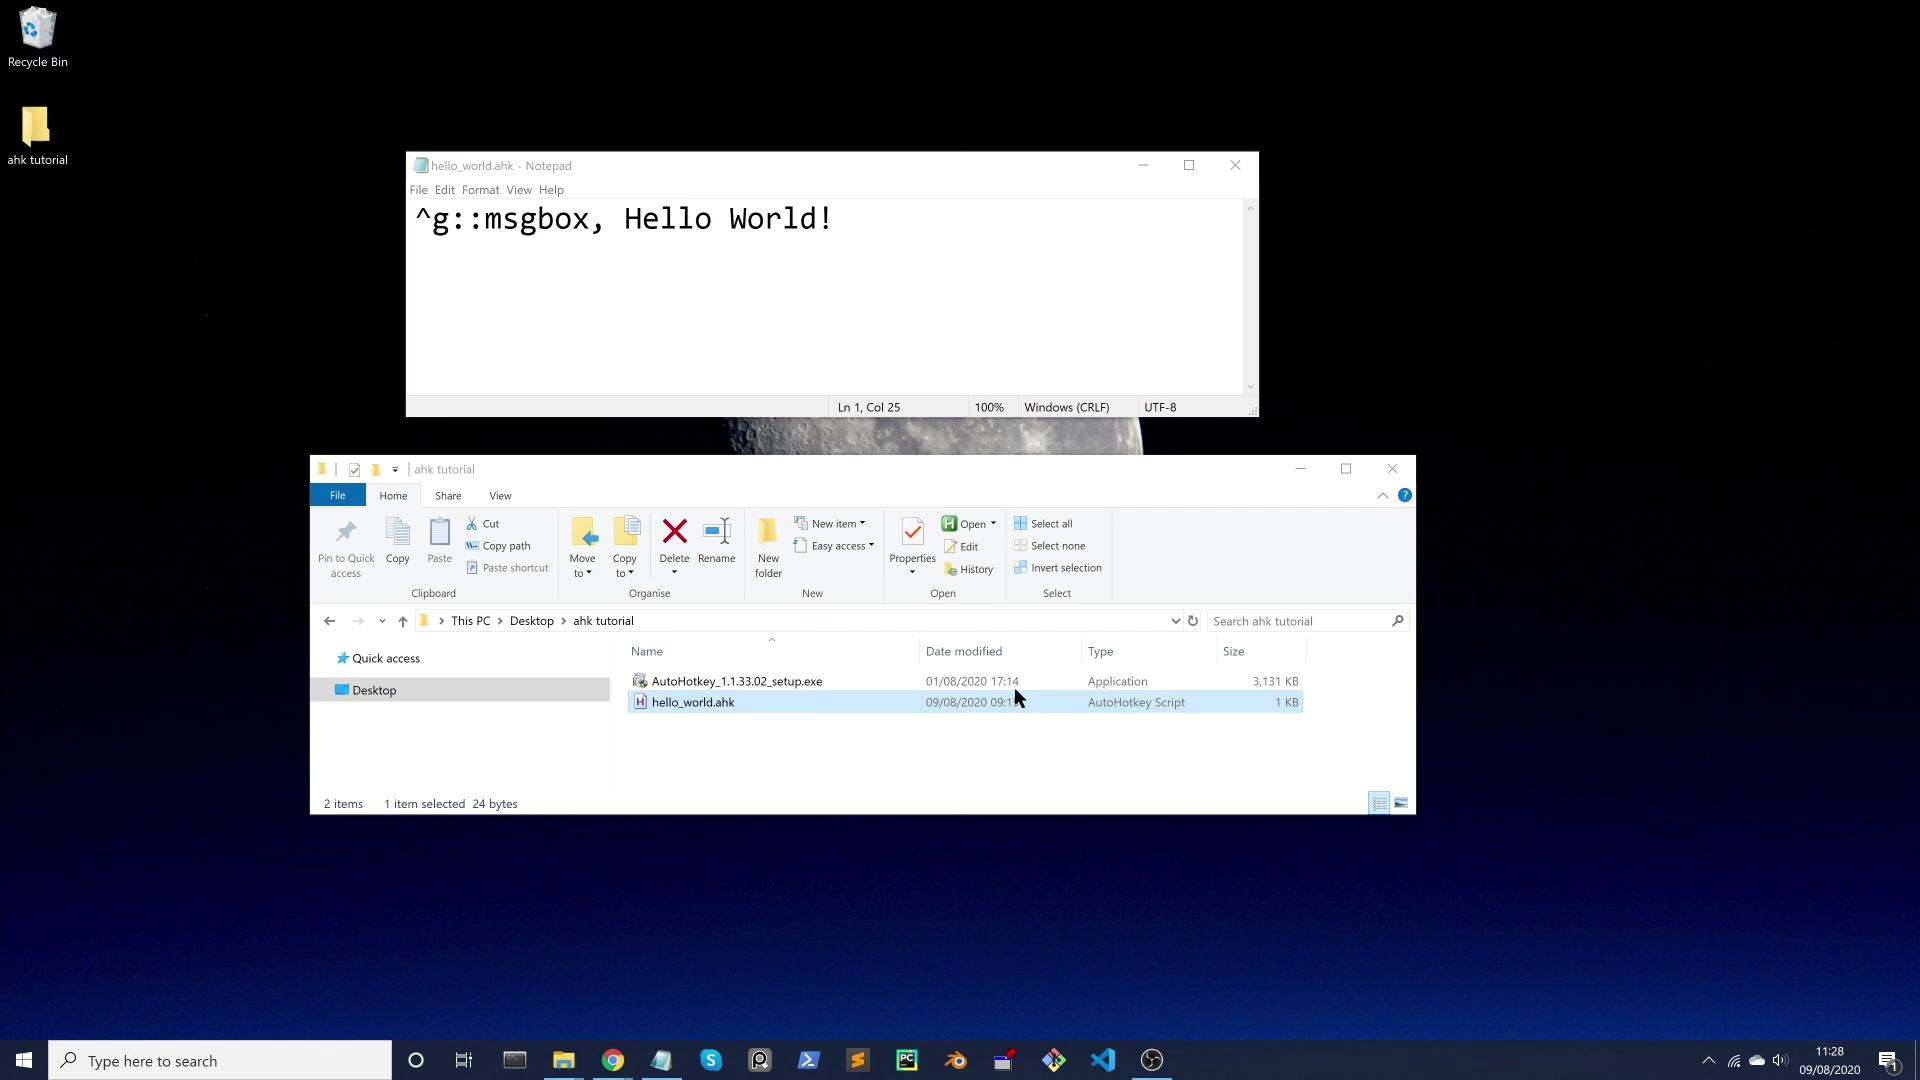 Recycle Bin
ahk tutorial
hello_world.ahk - Notepad
File Edit Format View Help
^g::msgbox, Hello World!
Ln 1, Col 25 100% Windows (CRLF) UTF-8
ahk tutorial
File Home Share View
Pin to Quick access
Copy
Paste
Cut
Copy path
Paste shortcut
Clipboard
Move to
Copy to
Delete
Rename
Organise
New folder
New item
Easy access
New
Properties
Open
Edit
History
Open
Select all
Select none
Invert selection
Select
This PC > Desktop > ahk tutorial
Search ahk tutorial
Quick access
Desktop
Name Date modified Type Size
AutoHotkey_1.1.33.02_setup.exe 01/08/2020 17:14 Application 3,131 KB
hello_world.ahk 09/08/2020 AutoHotkey Script 1 KB
2 items 1 item selected 24 bytes
Type here to search
11:28
09/08/2020
1